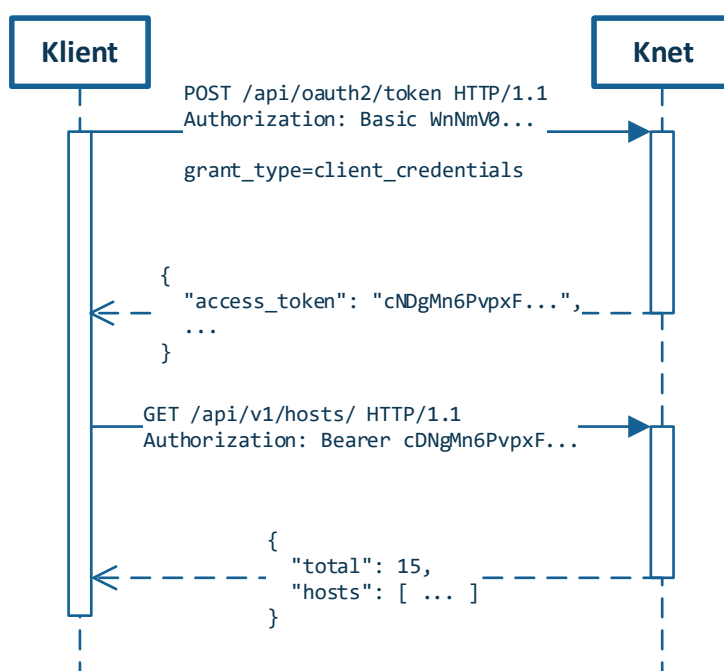 Klient
Knet
POST /api/oauth2/token HTTP/1.1
Authorization: Basic WnNmV0...
grant_type=client_credentials
{
"access_token": "cNDgMn6PvpxF...",
...
}
GET /api/v1/hosts/ HTTP/1.1
Authorization: Bearer cDNgMn6PvpxF...
{
"total": 15,
"hosts": [ ... ]
}